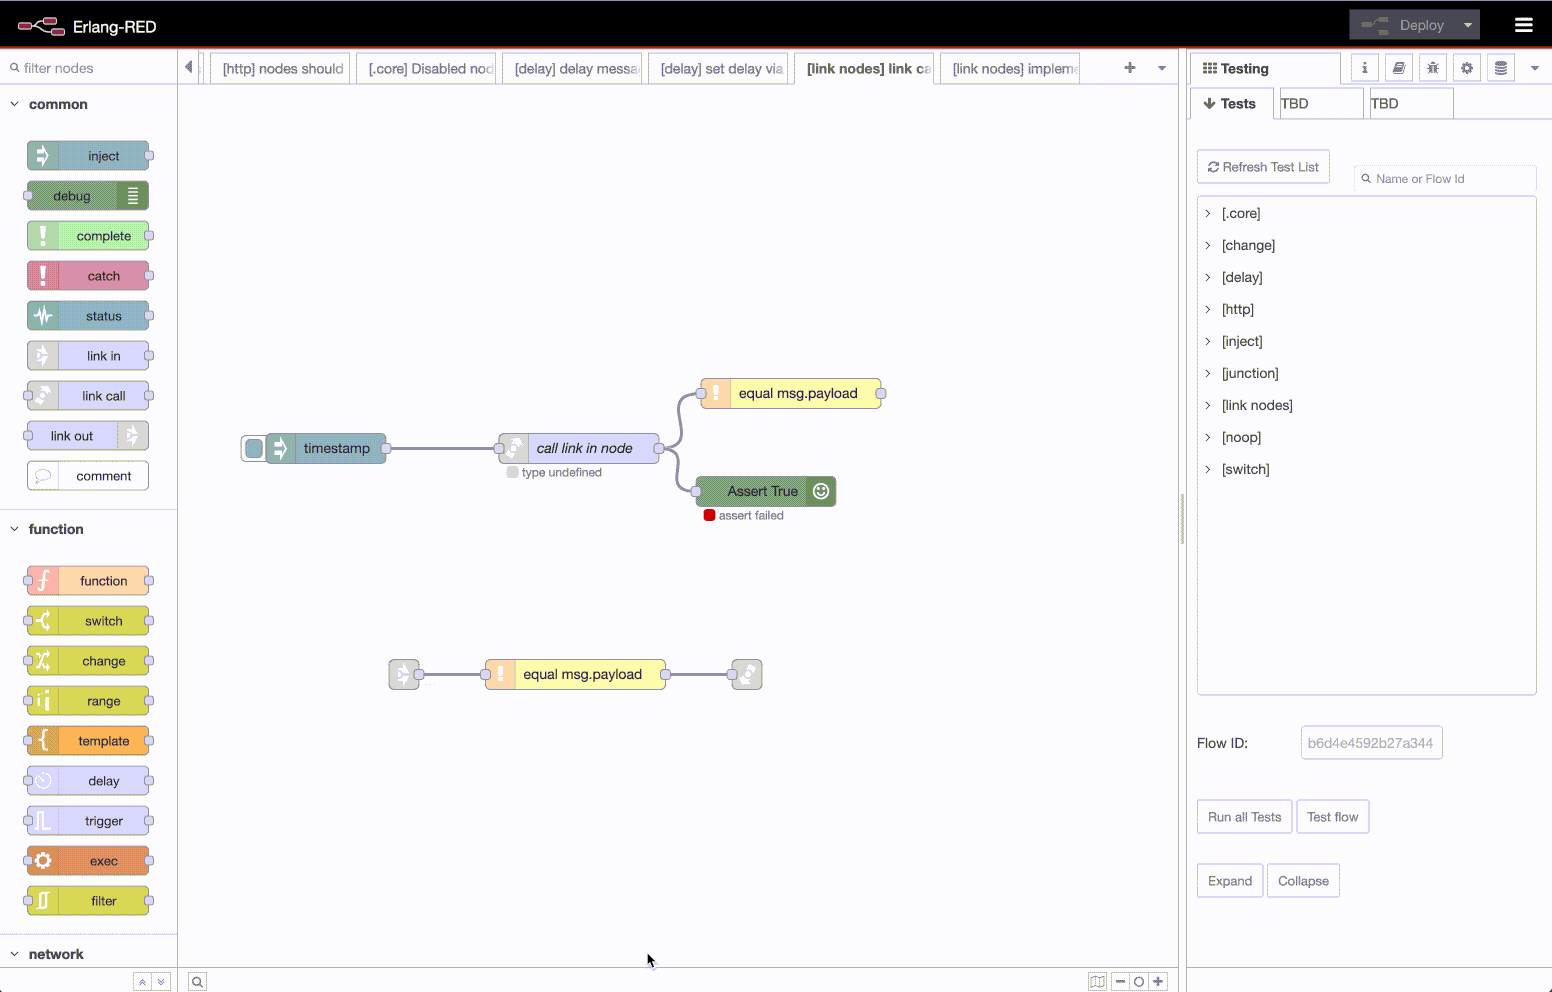 Erlang-RED
Deploy
filter nodes
[http] nodes should
[.core] Disabled nod
[delay] delay messa
[delay] set delay via
[link nodes] link ca
[link nodes] impleme
Testing
Tests
TBD
TBD
common
inject
debug
complete
catch
status
link in
link call
link out
comment
function
function
switch
change
range
template
delay
trigger
exec
filter
network
timestamp
call link in node
type undefined
equal msg.payload
Assert True
assert failed
equal msg.payload
Refresh Test List
Name or Flow Id
[.core]
[change]
[delay]
[http]
[inject]
[junction]
[link nodes]
[noop]
[switch]
Flow ID:
b6d4e4592b27a344
Run all Tests
Test flow
Expand
Collapse